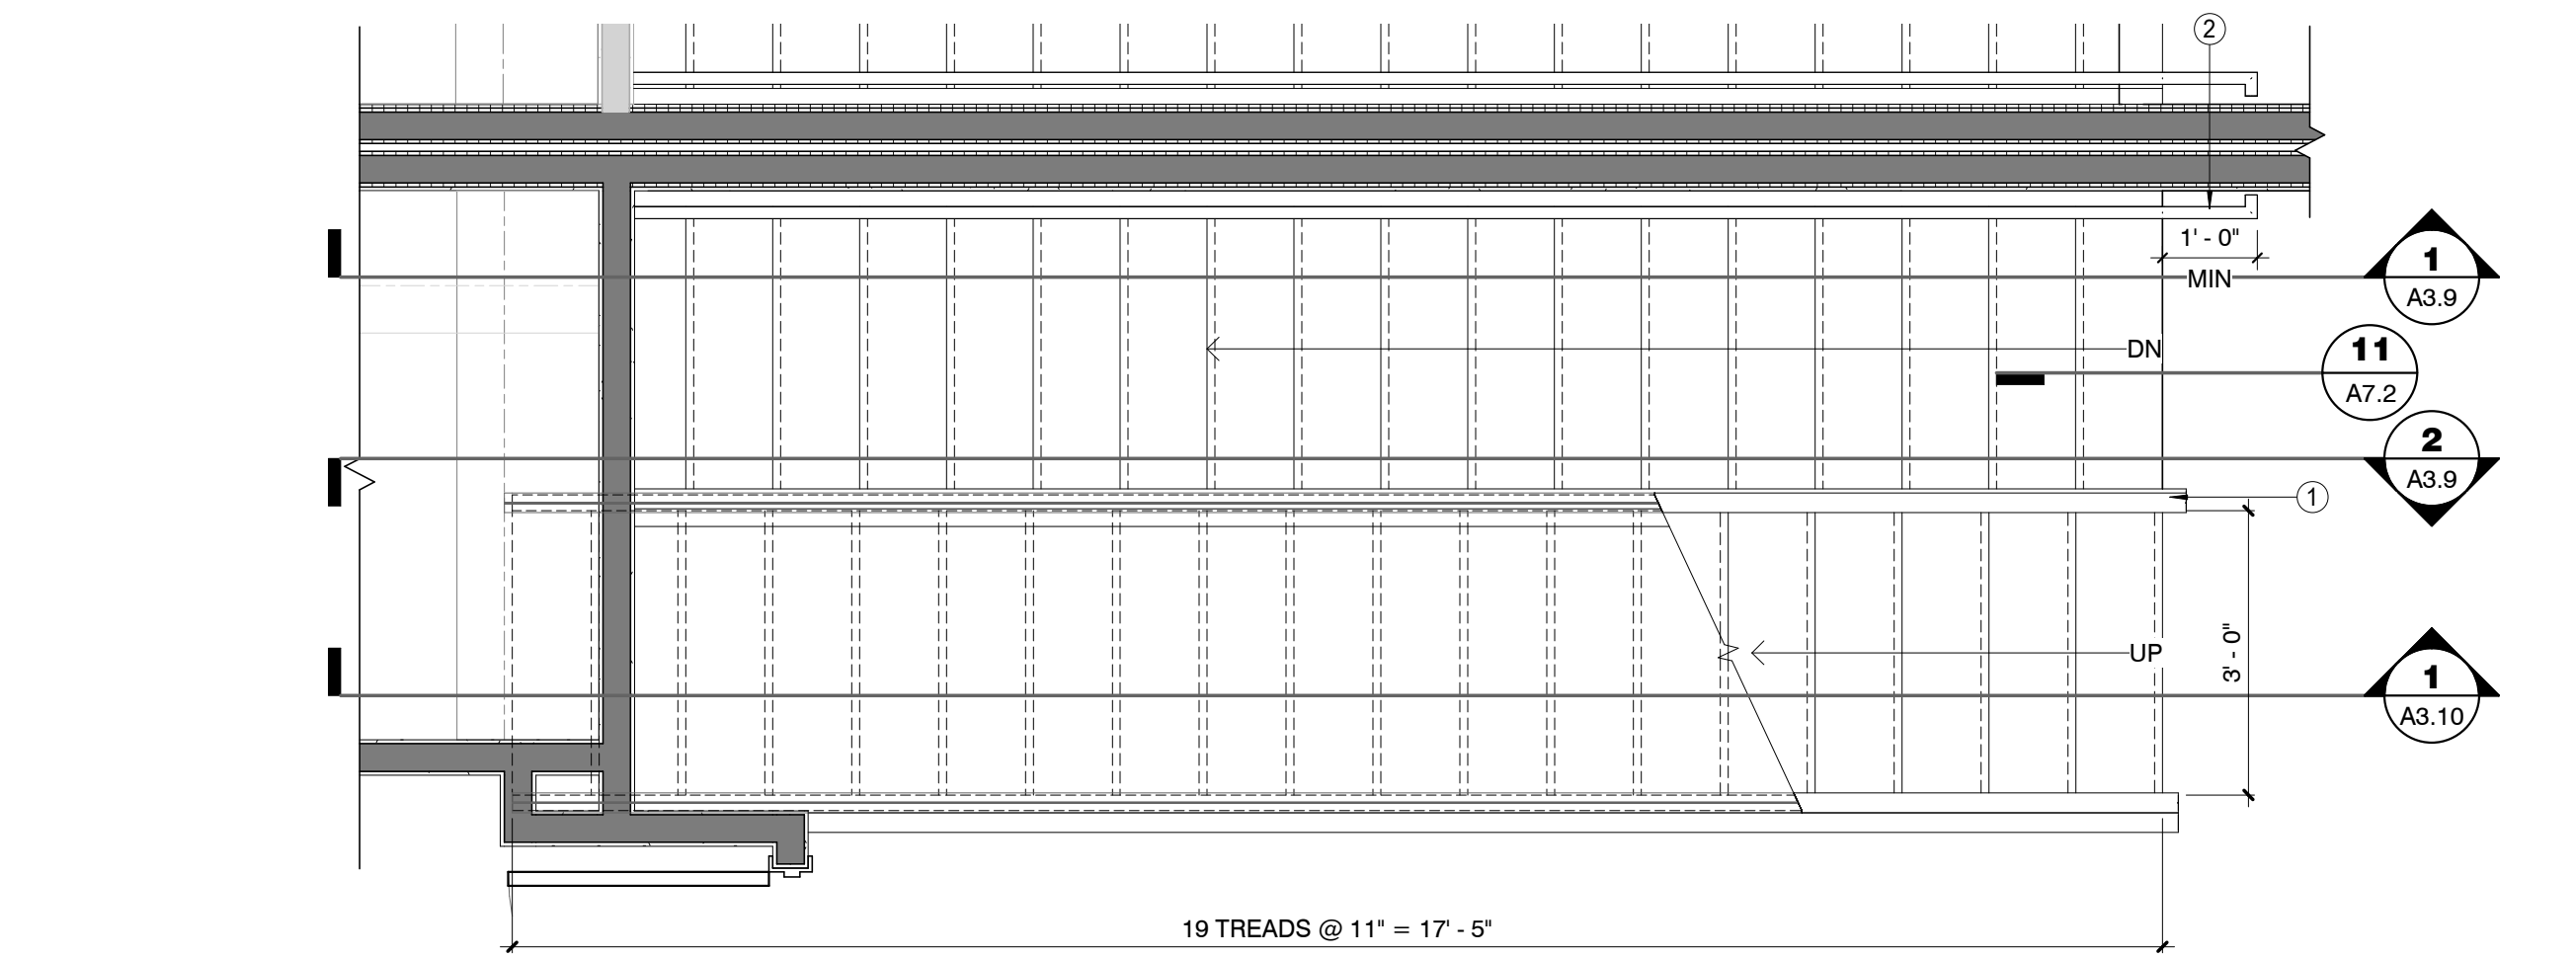 2
1' - 0"
MIN
1
A3.9
DN
11
A7.2
2
A3.9
1
UP
3' - 0"
1
A3.10
19 TREADS @ 11" = 17' - 5"